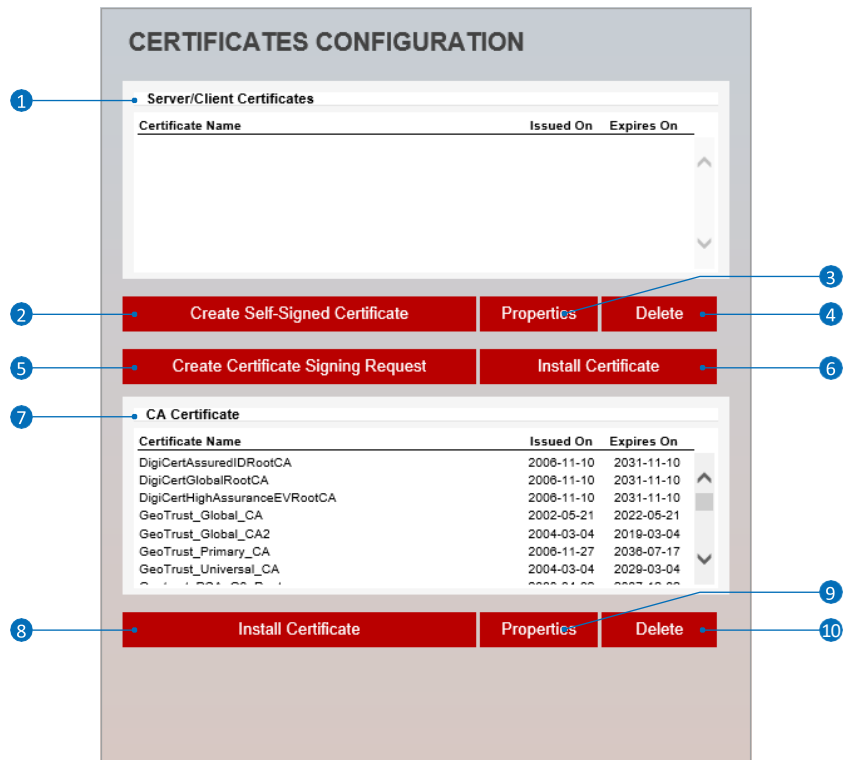 CERTIFICATES CONFIGURATION
1 Server/Client Certificates
Certificate Name Issued On Expires On
3
2 Create Self-Signed Certificate Properties Delete 4
5 Create Certificate Signing Request Install Certificate 6
7 CA Certificate
Certificate Name Issued On Expires On
DigiCertAssuredIDRootCA 2006-11-10 2031-11-10
DigiCertGlobalRootCA 2006-11-10 2031-11-10
DigiCertHighAssuranceEVRootCA 2006-11-10 2031-11-10
GeoTrust_Global_CA 2002-05-21 2022-05-21
GeoTrust_Global_CA2 2004-03-04 2019-03-04
GeoTrust_Primary_CA 2006-11-27 2036-07-17
GeoTrust_Universal_CA 2004-03-04 2029-03-04
9
8 Install Certificate Properties Delete 10